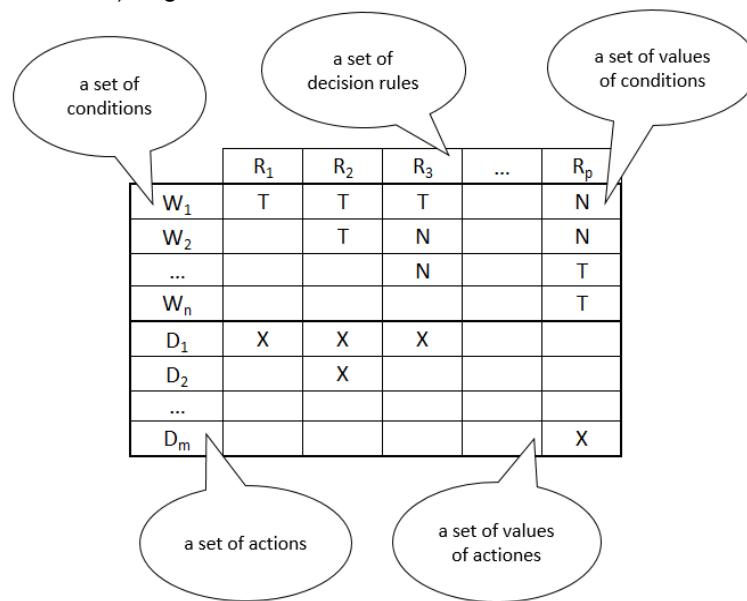 a set of
conditions
a set of
decision rules
a set of values
of conditions
R₁ R₂ R₃ ... Rₚ
W₁ T T T N
W₂ T N N
... N T
Wₙ T
D₁ X X X
D₂ X
...
Dₘ X
a set of actions
a set of values
of actiones